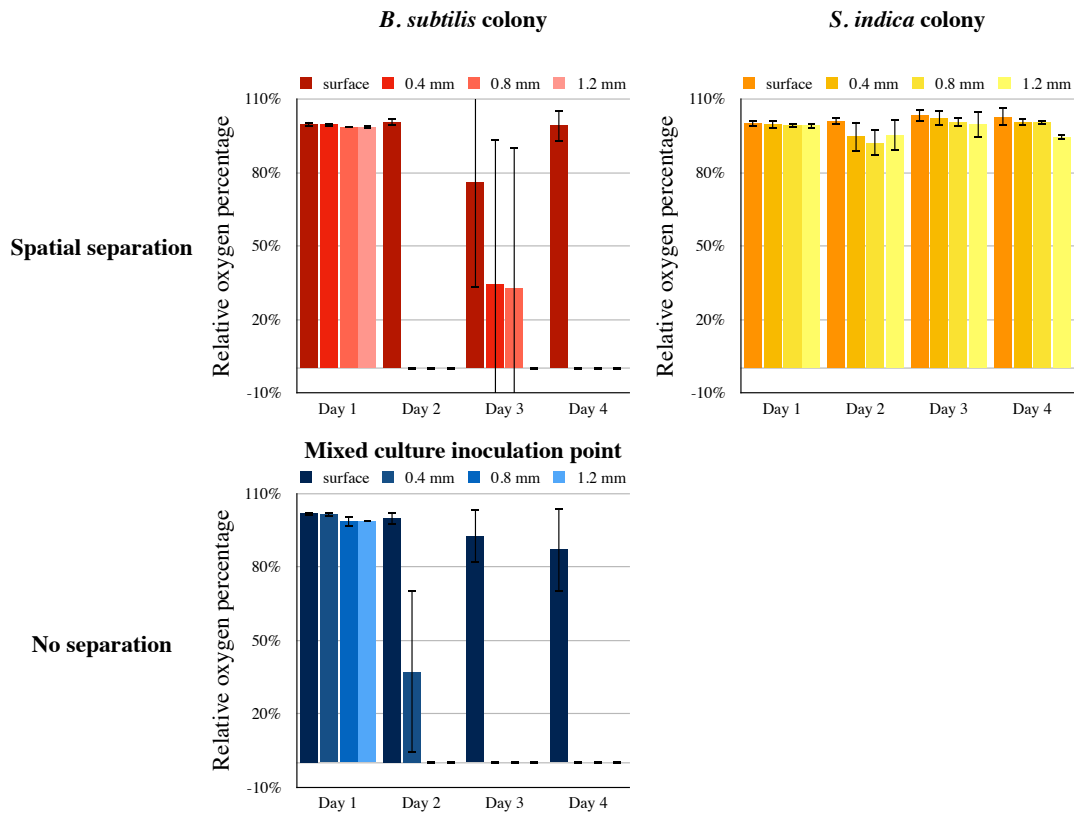 B. subtilis colony
S. indica colony
Spatial separation
surface 0.4 mm 0.8 mm 1.2 mm
Relative oxygen percentage
110%
80%
50%
20%
-10%
Day 1 Day 2 Day 3 Day 4
surface 0.4 mm 0.8 mm 1.2 mm
Relative oxygen percentage
110%
80%
50%
20%
-10%
Day 1 Day 2 Day 3 Day 4
No separation
Mixed culture inoculation point
surface 0.4 mm 0.8 mm 1.2 mm
Relative oxygen percentage
110%
80%
50%
20%
-10%
Day 1 Day 2 Day 3 Day 4